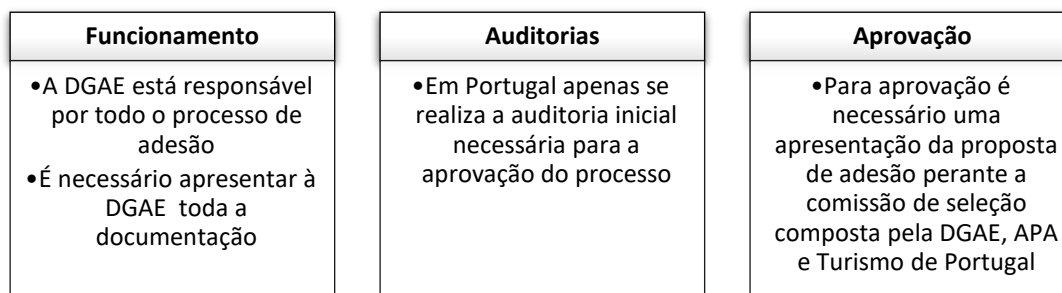 Funcionamento
•A DGAE está responsável
por todo o processo de
adesão
•É necessário apresentar à
DGAE toda a
documentação
Auditorias
•Em Portugal apenas se
realiza a auditoria inicial
necessária para a
aprovação do processo
Aprovação
•Para aprovação é
necessário uma
apresentação da proposta
de adesão perante a
comissão de seleção
composta pela DGAE, APA
e Turismo de Portugal